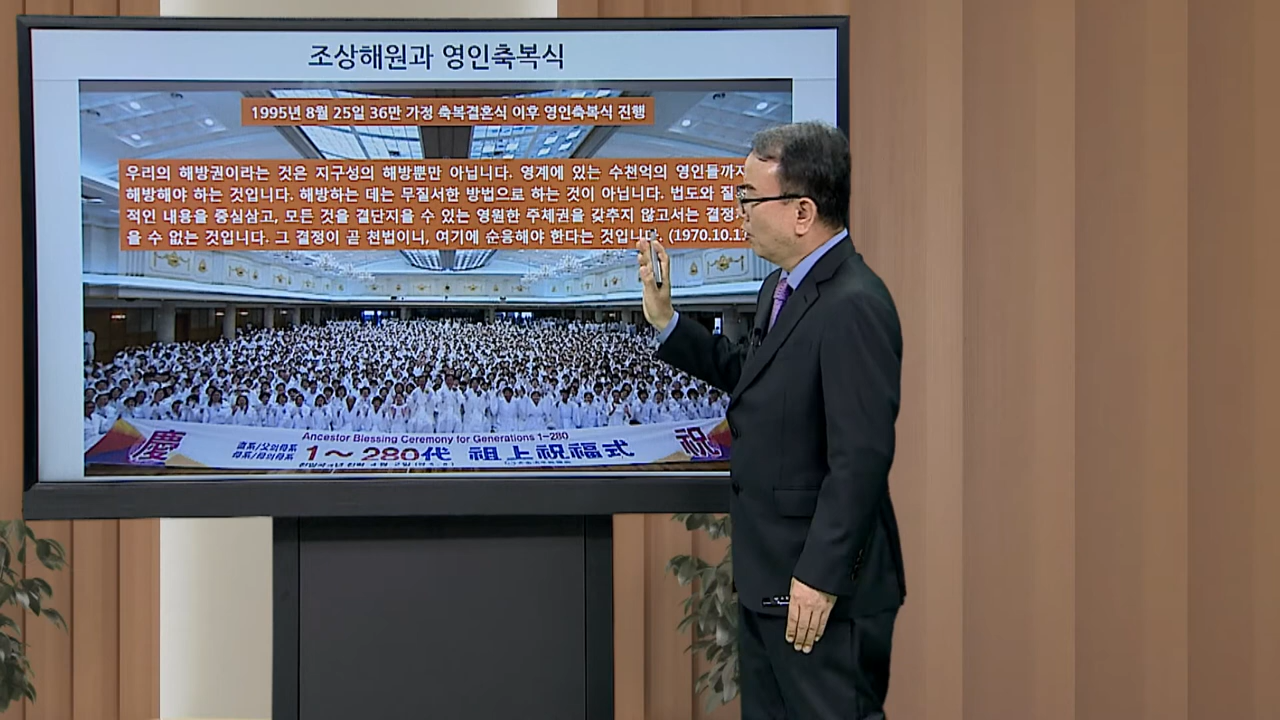 조상해원과 영인축복식
1995년 8월 25일 36만 가정 축복결혼식 이후 영인축복식 진행
우리의 해방권이라는 것은 지구성의 해방뿐만 아닙니다. 영계에 있는 수천억의 영인들까지
해방해야 하는 것입니다. 해방하는 데는 무질서한 방법으로 하는 것이 아닙니다. 법도와
적인 내용을 중심삼고, 모든 것을 결단지을 수 있는 영원한 주체권을 갖추지 않고서는
을 수 없는 것입니다. 그 결정이 곧 천법이니, 여기에 순응해야 한다는 것입니다. (1970.10.1
Ancestor Blessing Ceremony for Generations 1~280
慶 1～280代 祖上祝福式 祝